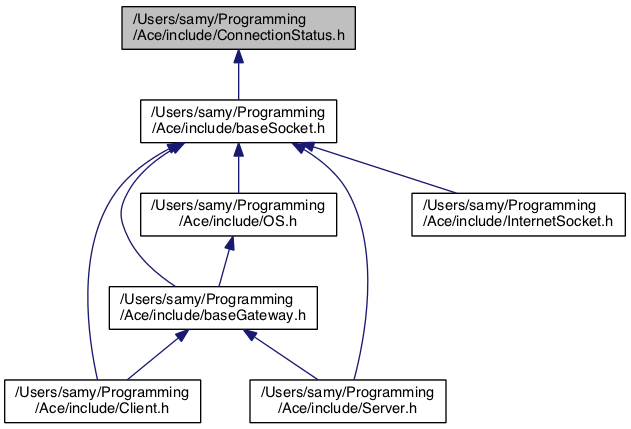 /Users/samy/Programming
/Ace/include/ConnectionStatus.h
/Users/samy/Programming
/Ace/include/baseSocket.h
/Users/samy/Programming
/Ace/include/OS.h
/Users/samy/Programming
/Ace/include/InternetSocket.h
/Users/samy/Programming
/Ace/include/baseGateway.h
/Users/samy/Programming
/Ace/include/Client.h
/Users/samy/Programming
/Ace/include/Server.h